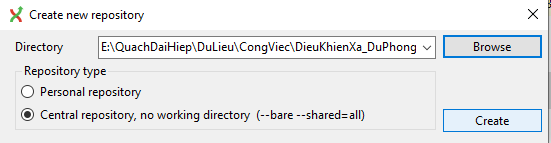 Create new repository
Directory
E:\QuachDaiHiep\DuLieu\CongViec\DieuKhienXa_DuPhong
Browse
Repository type
Personal repository
Central repository, no working directory (--bare --shared=all)
Create